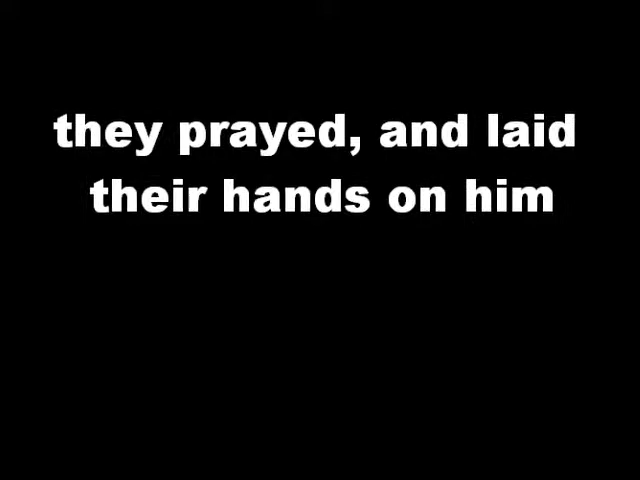 they prayed, and laid
their hands on him